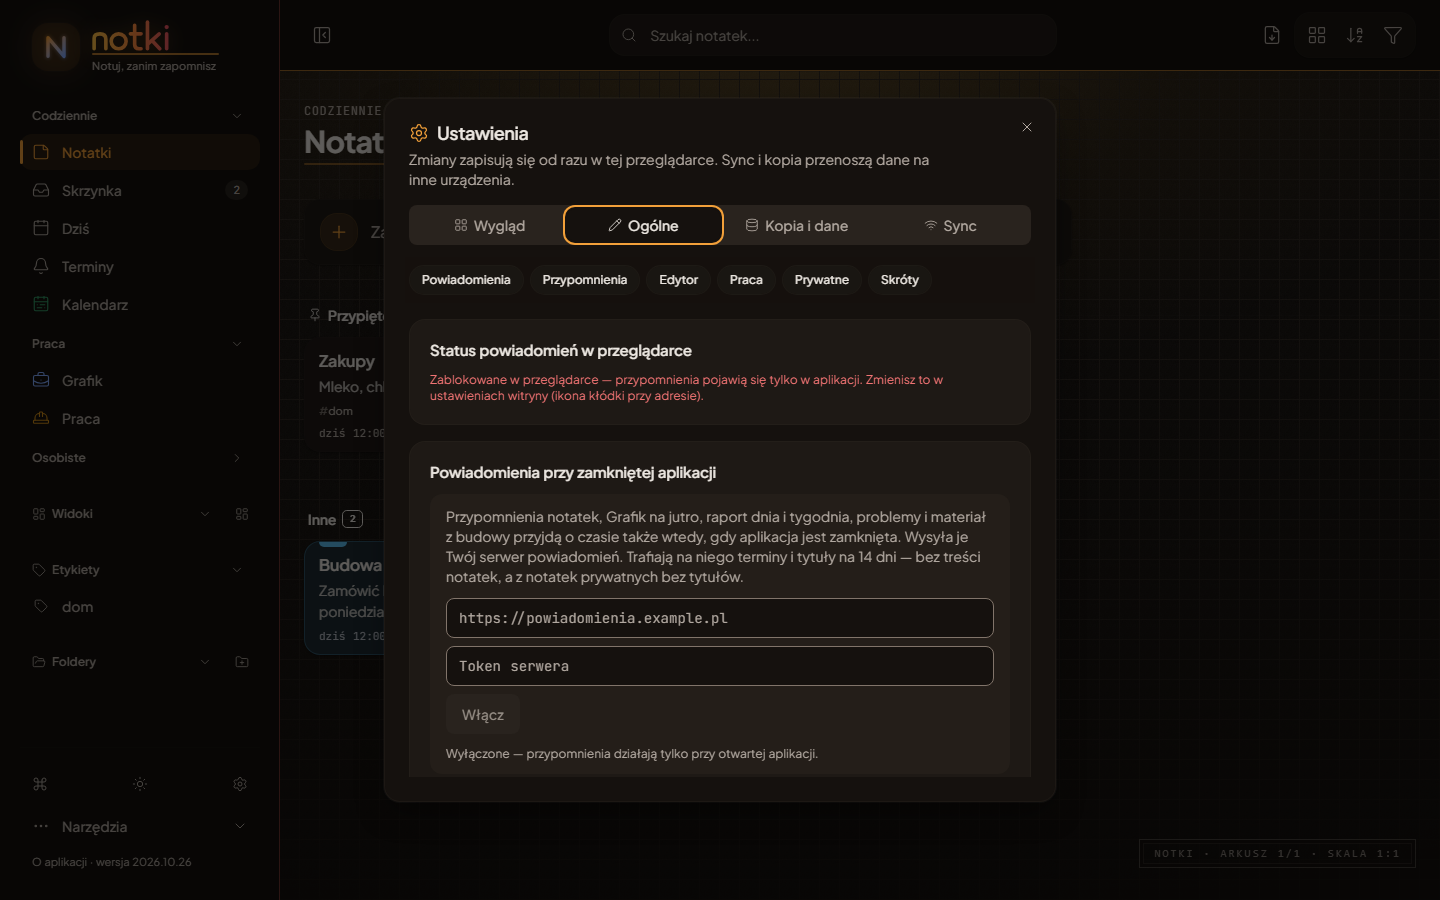 N
notki
Notuj, zanim zapomnisz
Szukaj notatek...
Codziennie
Notatki
Skrzynka 2
Dziś
Terminy
Kalendarz
Praca
Grafik
Praca
Osobiste
Widoki
Etykiety
dom
Foldery
Narzędzia
O aplikacji · wersja 2026.10.26
CODZIENNIE
Notat
Za
Przypięt
Zakupy
Mleko, chl
#dom
dziś 12:00
Inne 2
Budowa
Zamówić
poniedzia
dziś 12:00
Ustawienia
Zmiany zapisują się od razu w tej przeglądarce. Sync i kopia przenoszą dane na
inne urządzenia.
Wygląd Ogólne Kopia i dane Sync
Powiadomienia Przypomnienia Edytor Praca Prywatne Skróty
Status powiadomień w przeglądarce
Zablokowane w przeglądarce — przypomnienia pojawią się tylko w aplikacji. Zmienisz to w
ustawieniach witryny (ikona kłódki przy adresie).
Powiadomienia przy zamkniętej aplikacji
Przypomnienia notatek, Grafik na jutro, raport dnia i tygodnia, problemy i materiał
z budowy przyjdą o czasie także wtedy, gdy aplikacja jest zamknięta. Wysyła je
Twój serwer powiadomień. Trafiają na niego terminy i tytuły na 14 dni — bez treści
notatek, a z notatek prywatnych bez tytułów.
https://powiadomienia.example.pl
Token serwera
Włącz
Wyłączone — przypomnienia działają tylko przy otwartej aplikacji.
NOTKI · ARKUSZ 1/1 · SKALA 1:1